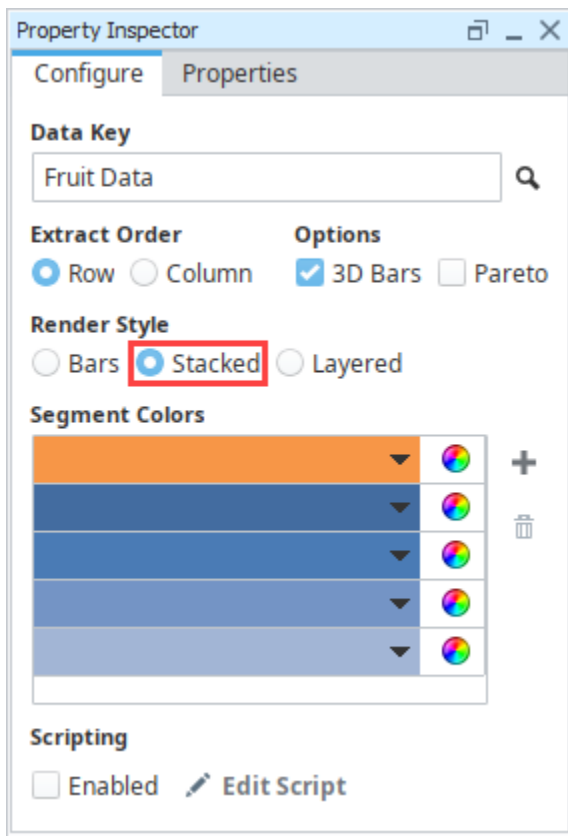 Property Inspector
Configure Properties
Data Key
Fruit Data
Extract Order Options
Row Column 3D Bars Pareto
Render Style
Bars Stacked Layered
Segment Colors
Scripting
Enabled Edit Script